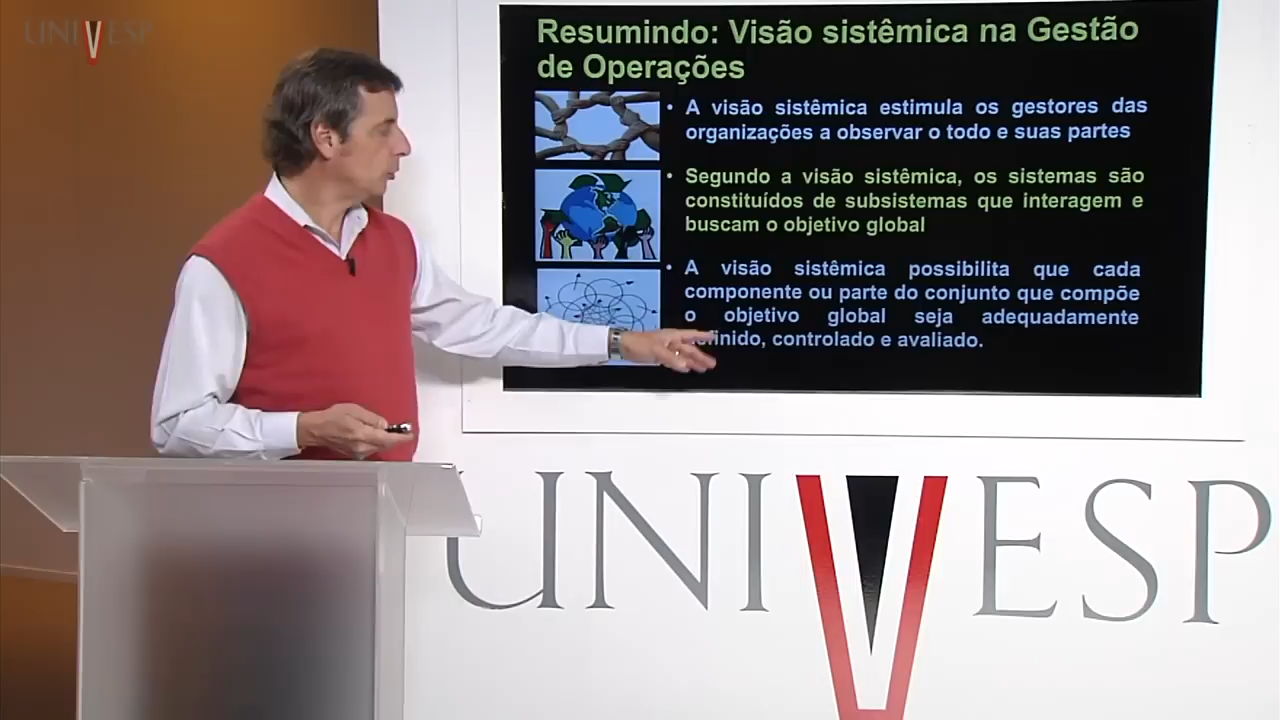 UNIVESP
Resumindo: Visão sistêmica na Gestão
de Operações
• A visão sistêmica estimula os gestores das
organizações a observar o todo e suas partes
• Segundo a visão sistêmica, os sistemas são
constituídos de subsistemas que interagem e
buscam o objetivo global
• A visão sistêmica possibilita que cada
componente ou parte do conjunto que compõe
o objetivo global seja adequadamente
controlado e avaliado.
UNIVESP